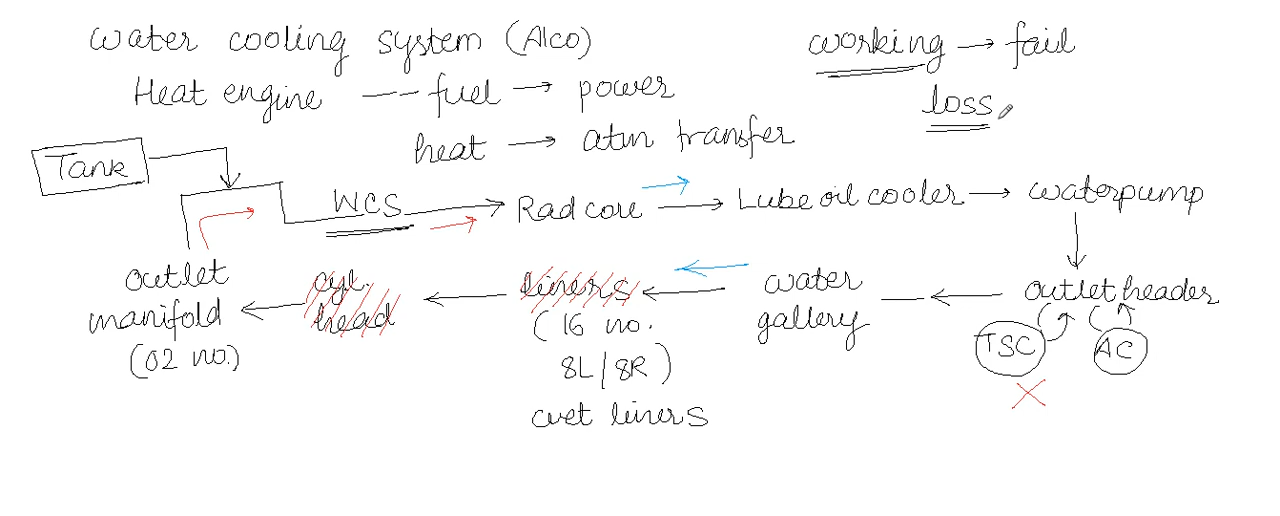 water cooling system (Alco)
working → fail
Heat engine —— fuel → power
loss
heat → atm transfer
Tank
WCS → Rad core → Lube oil cooler → waterpump
outlet manifold (02 no.)
cyl. head
liners (16 no. 8L/8R) wet liners
water gallery
outlet header
TSC
AC